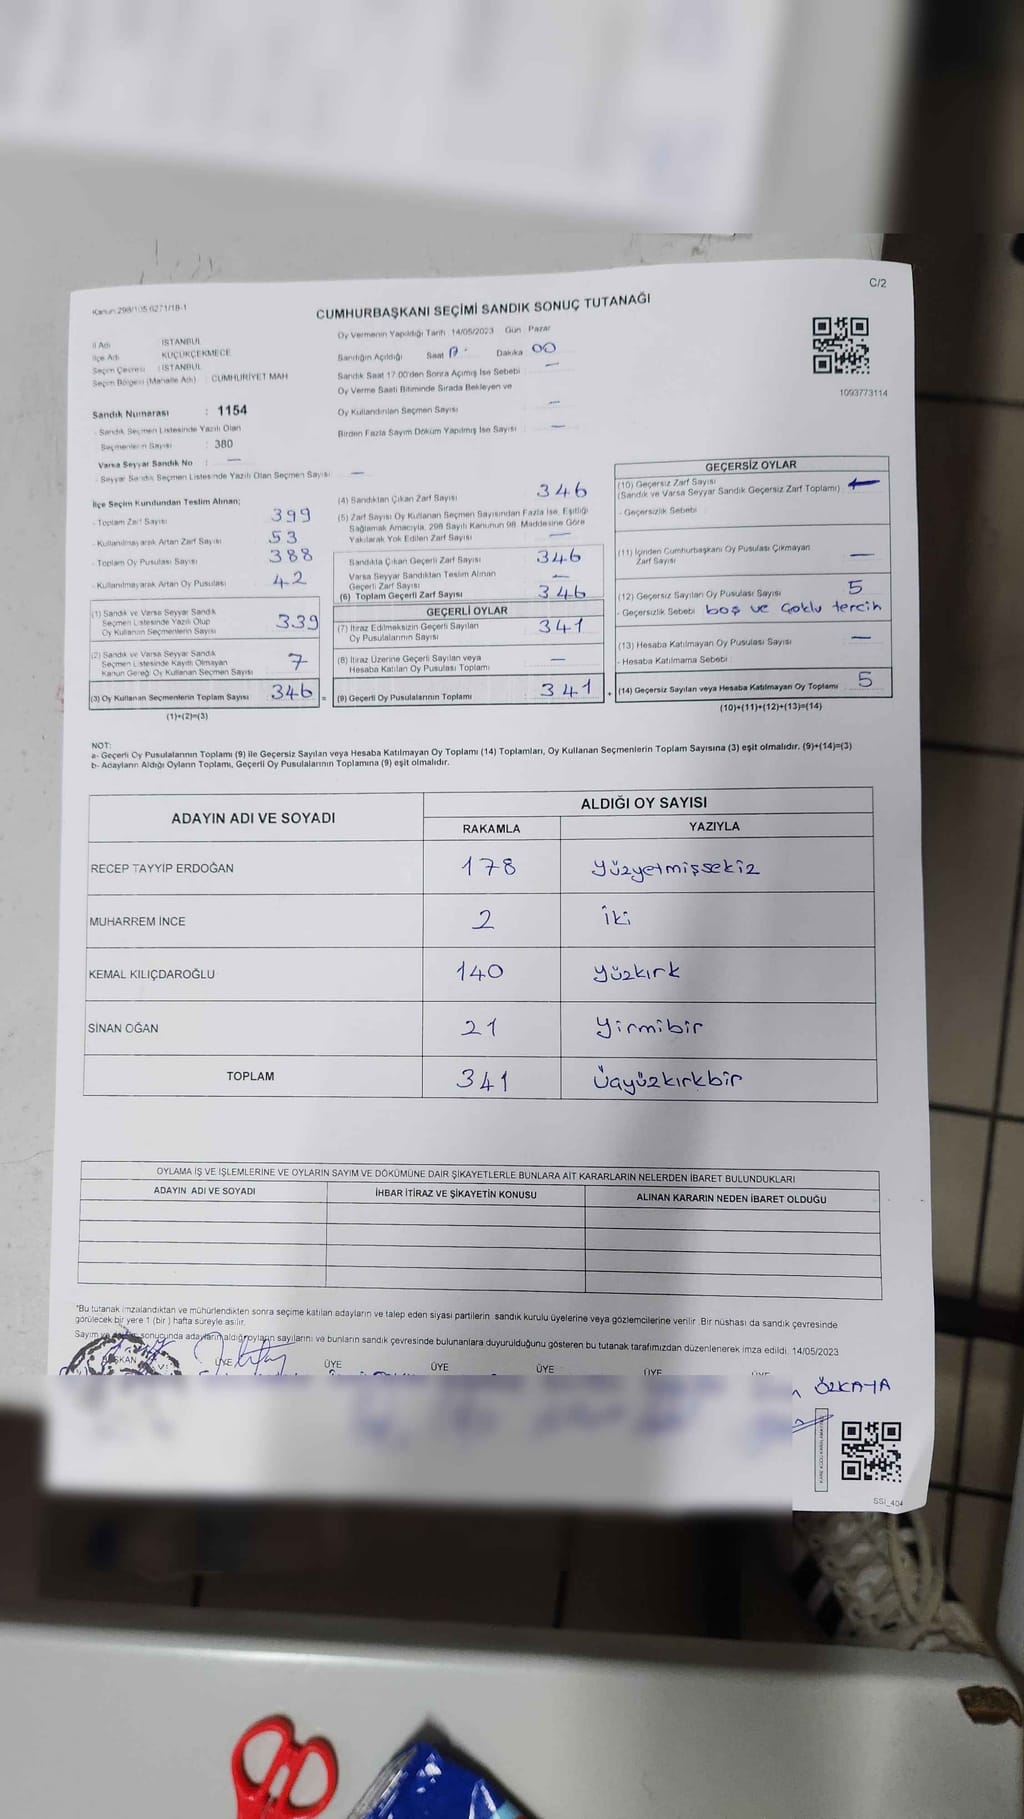 C/2
Kanun:298/105,6271/18-1
CUMHURBAŞKANI SEÇİMİ SANDIK SONUÇ TUTANAĞI
İl Adı : İSTANBUL
İlçe Adı : KÜÇÜKÇEKMECE
Seçim Çevresi : İSTANBUL
Seçim Bölgesi (Mahalle Adı) : CUMHURİYET MAH
Sandık Numarası : 1154
- Sandık Seçmen Listesinde Yazılı Olan
Seçmenlerin Sayısı : 380
Varsa Seyyar Sandık No : —
- Seyyar Sandık Seçmen Listesinde Yazılı Olan Seçmen Sayısı : —
Oy Vermenin Yapıldığı Tarih : 14/05/2023 Gün : Pazar
Sandığın Açıldığı Saat : Dakika : 00
Sandık Saat 17:00'den Sonra Açılmış İse Sebebi : —
Oy Verme Saati Bitiminde Sırada Bekleyen ve
Oy Kullandırılan Seçmen Sayısı : —
Birden Fazla Sayım Döküm Yapılmış İse Sayısı : —
1093773114
İlçe Seçim Kurulundan Teslim Alınan;
- Toplam Zarf Sayısı 399
- Kullanılmayarak Artan Zarf Sayısı 53
- Toplam Oy Pusulası Sayısı 388
- Kullanılmayarak Artan Oy Pusulası 42
(1) Sandık ve Varsa Seyyar Sandık
Seçmen Listesinde Yazılı Olup
Oy Kullanan Seçmenlerin Sayısı 339
(2) Sandık ve Varsa Seyyar Sandık
Seçmen Listesinde Kayıtlı Olmayan
Kanun Gereği Oy Kullanan Seçmen Sayısı 7
(3) Oy Kullanan Seçmenlerin Toplam Sayısı 346 =
(1)+(2)=(3)
(4) Sandıktan Çıkan Zarf Sayısı 346
(5) Zarf Sayısı Oy Kullanan Seçmen Sayısından Fazla İse, Eşitliği
Sağlamak Amacıyla, 298 Sayılı Kanunun 98. Maddesine Göre
Yakılarak Yok Edilen Zarf Sayısı —
Sandıkta Çıkan Geçerli Zarf Sayısı 346
Varsa Seyyar Sandıktan Teslim Alınan
Geçerli Zarf Sayısı —
(6) Toplam Geçerli Zarf Sayısı 346
GEÇERLİ OYLAR
(7) İtiraz Edilmeksizin Geçerli Sayılan
Oy Pusulalarının Sayısı 341
(8) İtiraz Üzerine Geçerli Sayılan veya
Hesaba Katılan Oy Pusulası Toplamı —
(9) Geçerli Oy Pusulalarının Toplamı 341 +
GEÇERSİZ OYLAR
(10) Geçersiz Zarf Sayısı
(Sandık ve Varsa Seyyar Sandık Geçersiz Zarf Toplamı) —
- Geçersizlik Sebebi :
(11) İçinden Cumhurbaşkanı Oy Pusulası Çıkmayan
Zarf Sayısı —
(12) Geçersiz Sayılan Oy Pusulası Sayısı 5
- Geçersizlik Sebebi : boş ve çoklu tercih
(13) Hesaba Katılmayan Oy Pusulası Sayısı —
- Hesaba Katılmama Sebebi :
(14) Geçersiz Sayılan veya Hesaba Katılmayan Oy Toplamı 5
(10)+(11)+(12)+(13)=(14)
NOT:
a- Geçerli Oy Pusulalarının Toplamı (9) ile Geçersiz Sayılan veya Hesaba Katılmayan Oy Toplamı (14) Toplamları, Oy Kullanan Seçmenlerin Toplam Sayısına (3) eşit olmalıdır. (9)+(14)=(3)
b- Adayların Aldığı Oyların Toplamı, Geçerli Oy Pusulalarının Toplamına (9) eşit olmalıdır.
ADAYIN ADI VE SOYADI ALDIĞI OY SAYISI
RAKAMLA YAZIYLA
RECEP TAYYİP ERDOĞAN 178 Yüzyetmişsekiz
MUHARREM İNCE 2 İki
KEMAL KILIÇDAROĞLU 140 Yüzkırk
SİNAN OĞAN 21 Yirmibir
TOPLAM 341 Üçyüzkırkbir
OYLAMA İŞ VE İŞLEMLERİNE VE OYLARIN SAYIM VE DÖKÜMÜNE DAİR ŞİKAYETLERLE BUNLARA AİT KARARLARIN NELERDEN İBARET BULUNDUKLARI
ADAYIN ADI VE SOYADI İHBAR İTİRAZ VE ŞİKAYETİN KONUSU ALINAN KARARIN NEDEN İBARET OLDUĞU
"Bu tutanak imzalandıktan ve mühürlendikten sonra seçime katılan adayların ve talep eden siyasi partilerin sandık kurulu üyelerine veya gözlemcilerine verilir .Bir nüshası da sandık çevresinde
görülecek bir yere 1 (bir ) hafta süreyle asılır.
Sayım ve sonucunda adayların aldığı oyların sayılarını ve bunların sandık çevresinde bulunanlara duyurulduğunu gösteren bu tutanak tarafımızdan düzenlenerek imza edildi. 14/05/2023
BAŞKAN ÜYE ÜYE ÜYE ÜYE ÜYE ÜYE
ÖZKAYA
SSI_404